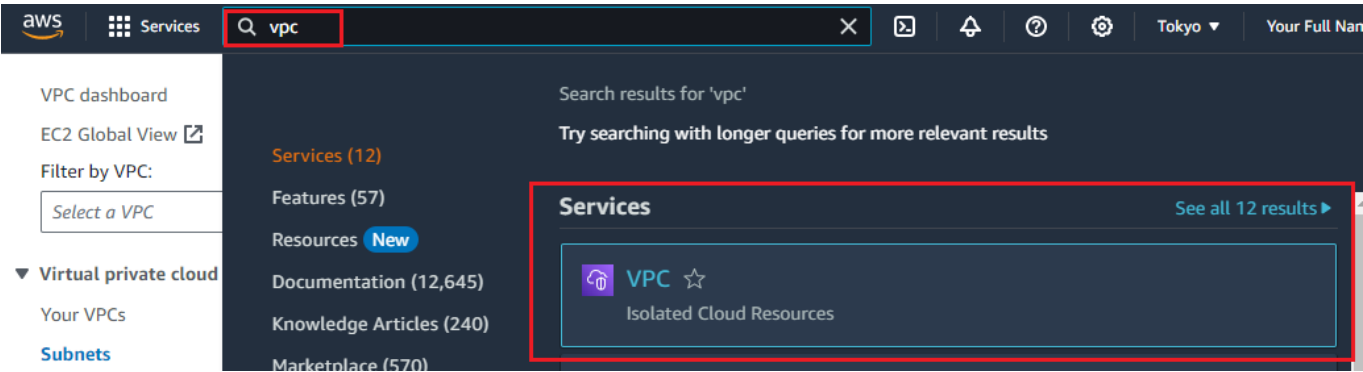 aws
Services
vpc
Tokyo ▼
Your Full Nam
VPC dashboard
EC2 Global View
Filter by VPC:
Select a VPC
▼ Virtual private cloud
Your VPCs
Subnets
Services (12)
Features (57)
Resources New
Documentation (12,645)
Knowledge Articles (240)
Marketplace (570)
Search results for 'vpc'
Try searching with longer queries for more relevant results
Services
See all 12 results ▶
VPC
Isolated Cloud Resources